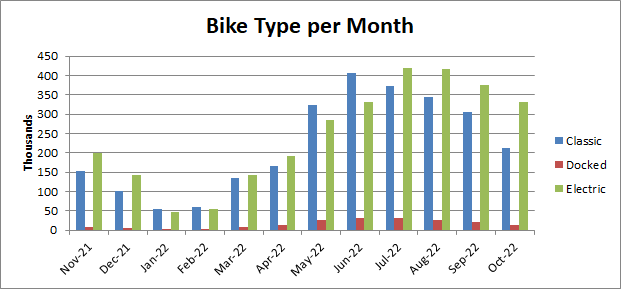 Bike Type per Month
Thousands
450
400
350
300
250
200
150
100
50
0
Nov-21
Dec-21
Jan-22
Feb-22
Mar-22
Apr-22
May-22
Jun-22
Jul-22
Aug-22
Sep-22
Oct-22
Classic
Docked
Electric